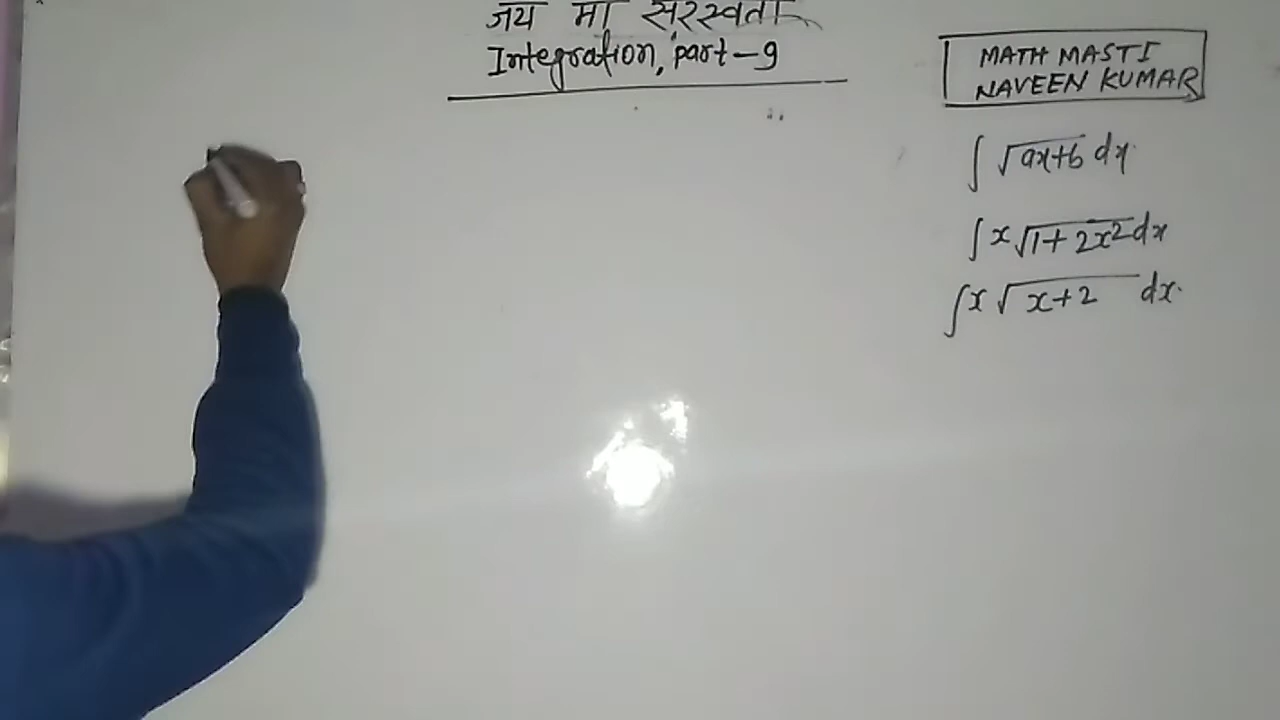 जय माँ सरस्वती
Integration, part-9
MATH MASTI
NAVEEN KUMAR
∫ √(ax+b) dx
∫ x √(1+2x²) dx
∫ x √(x+2) dx.